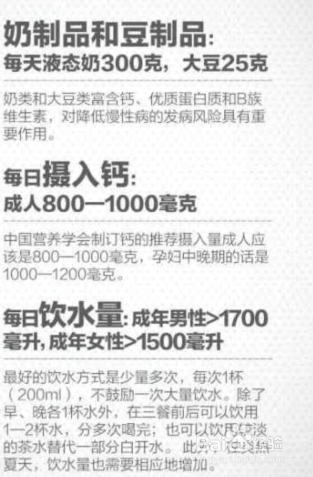 奶制品和豆制品：
每天液态奶300克，大豆25克
奶类和大豆类富含钙、优质蛋白质和B族
维生素，对降低慢性病的发病风险具有重
要作用。
每日摄入钙：
成人800—1000毫克
中国营养学会制订钙的推荐摄入量成人应
该是800—1000毫克，孕妇中晚期的话是
1000—1200毫克。
每日饮水量：成年男性>1700
毫升，成年女性>1500毫升
最好的饮水方式是少量多次，每次1杯
（200ml），不鼓励一次大量饮水。除了
早、晚各1杯水外，在三餐前后可以饮用
1—2杯水，分多次喝完；也可以饮用较淡
的茶水替代一部分白开水。此外，在炎热
夏天，饮水量也需要相应地增加。